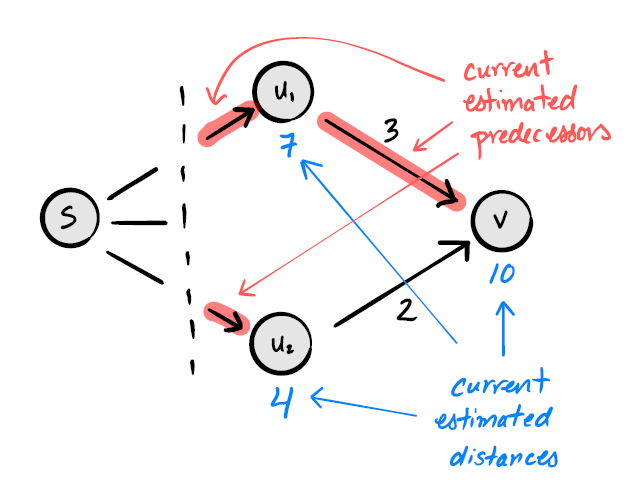 current
estimated
predecessors
u₁
7
3
S
v
10
2
u₂
4
current
estimated
distances